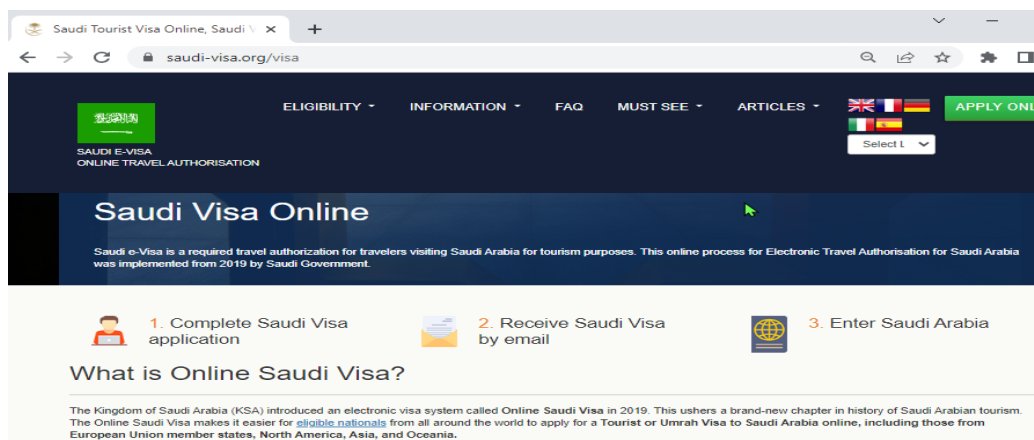 Saudi Tourist Visa Online, Saudi V
saudi-visa.org/visa
ELIGIBILITY INFORMATION FAQ MUST SEE ARTICLES APPLY ONL
SAUDI E-VISA
ONLINE TRAVEL AUTHORISATION
Select L
Saudi Visa Online
Saudi e-Visa is a required travel authorization for travelers visiting Saudi Arabia for tourism purposes. This online process for Electronic Travel Authorisation for Saudi Arabia
was implemented from 2019 by Saudi Government.
1. Complete Saudi Visa
application
2. Receive Saudi Visa
by email
3. Enter Saudi Arabia
What is Online Saudi Visa?
The Kingdom of Saudi Arabia (KSA) introduced an electronic visa system called Online Saudi Visa in 2019. This ushers a brand-new chapter in history of Saudi Arabian tourism.
The Online Saudi Visa makes it easier for eligible nationals from all around the world to apply for a Tourist or Umrah Visa to Saudi Arabia online, including those from
European Union member states, North America, Asia, and Oceania.